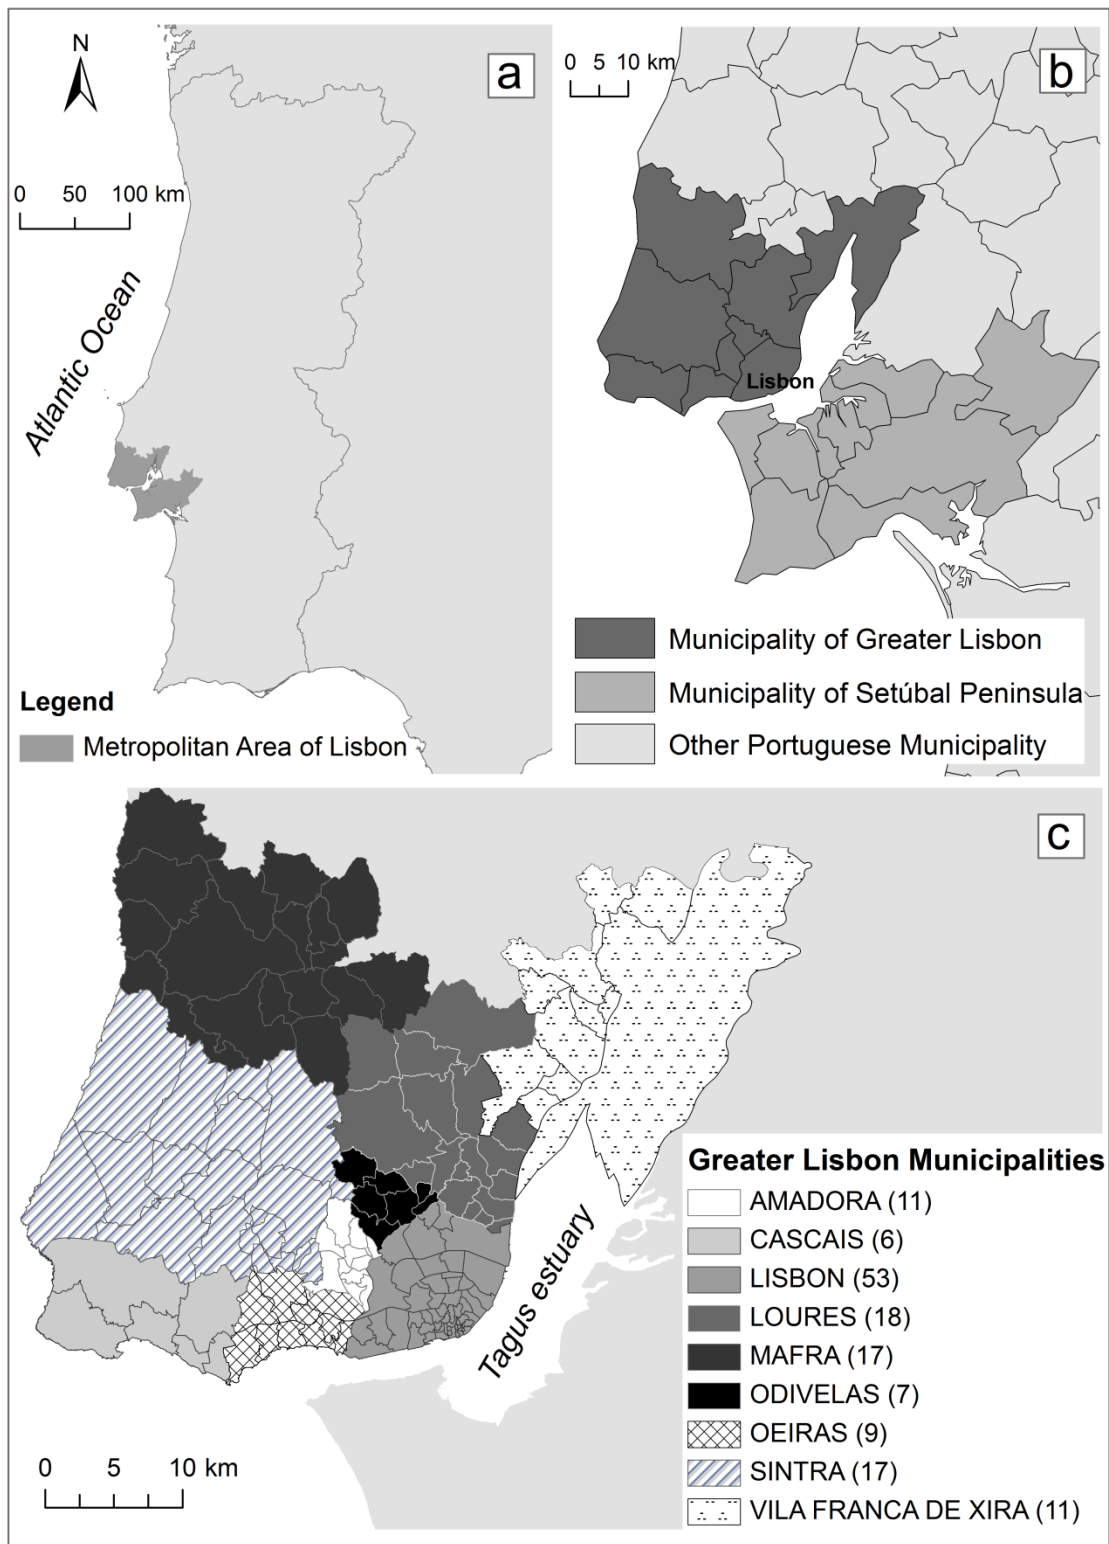 N
a
0 50 100 km
Atlantic Ocean
Legend
Metropolitan Area of Lisbon
0 5 10 km
b
Lisbon
Municipality of Greater Lisbon
Municipality of Setúbal Peninsula
Other Portuguese Municipality
c
Tagus estuary
0 5 10 km
Greater Lisbon Municipalities
AMADORA (11)
CASCAIS (6)
LISBON (53)
LOURES (18)
MAFRA (17)
ODIVELAS (7)
OEIRAS (9)
SINTRA (17)
VILA FRANCA DE XIRA (11)